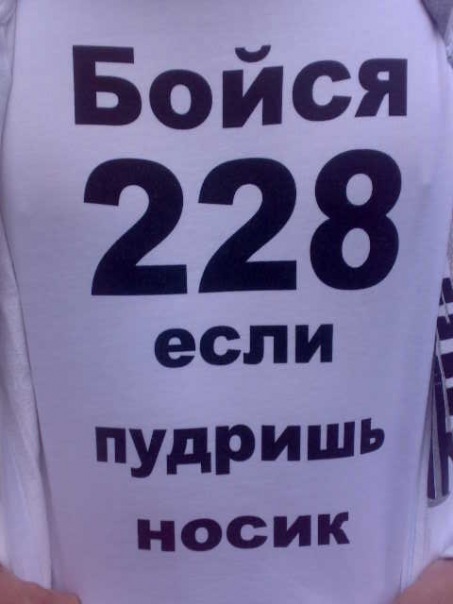 Бойся
228
если
пудришь
носик